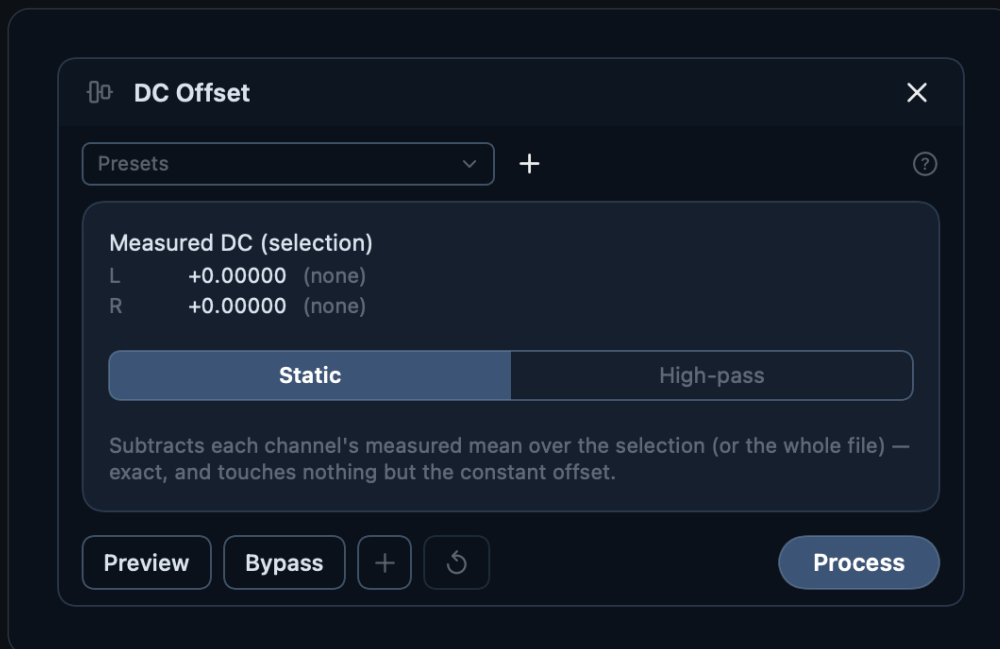 DC Offset
Presets
Measured DC (selection)
L +0.00000 (none)
R +0.00000 (none)
Static High-pass
Subtracts each channel's measured mean over the selection (or the whole file) —
exact, and touches nothing but the constant offset.
Preview Bypass Process